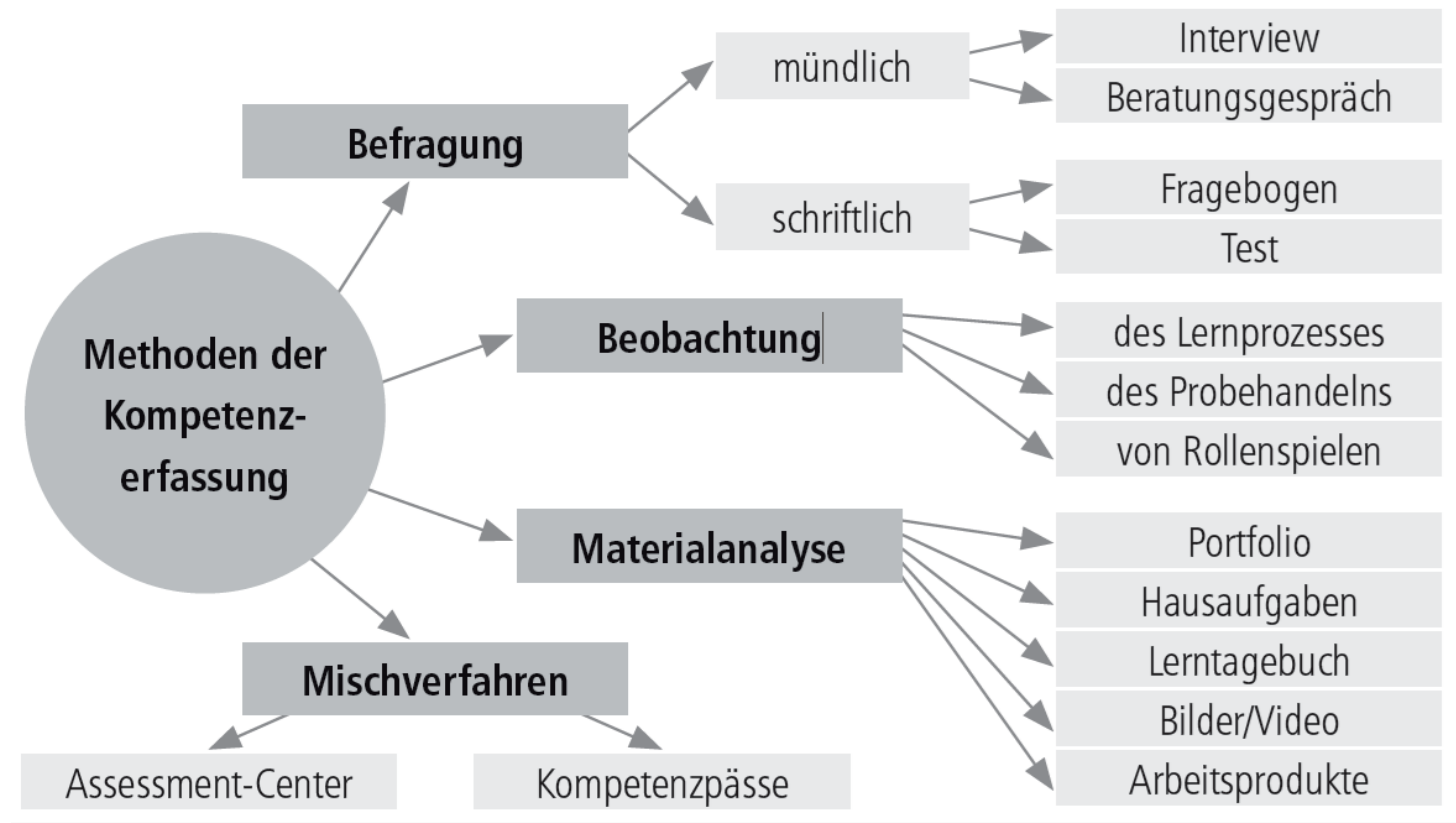 Methoden der
Kompetenz-
erfassung
Befragung
mündlich
Interview
Beratungsgespräch
schriftlich
Fragebogen
Test
Beobachtung
des Lernprozesses
des Probehandelns
von Rollenspielen
Materialanalyse
Portfolio
Hausaufgaben
Lerntagebuch
Bilder/Video
Arbeitsprodukte
Mischverfahren
Assessment-Center
Kompetenzpässe